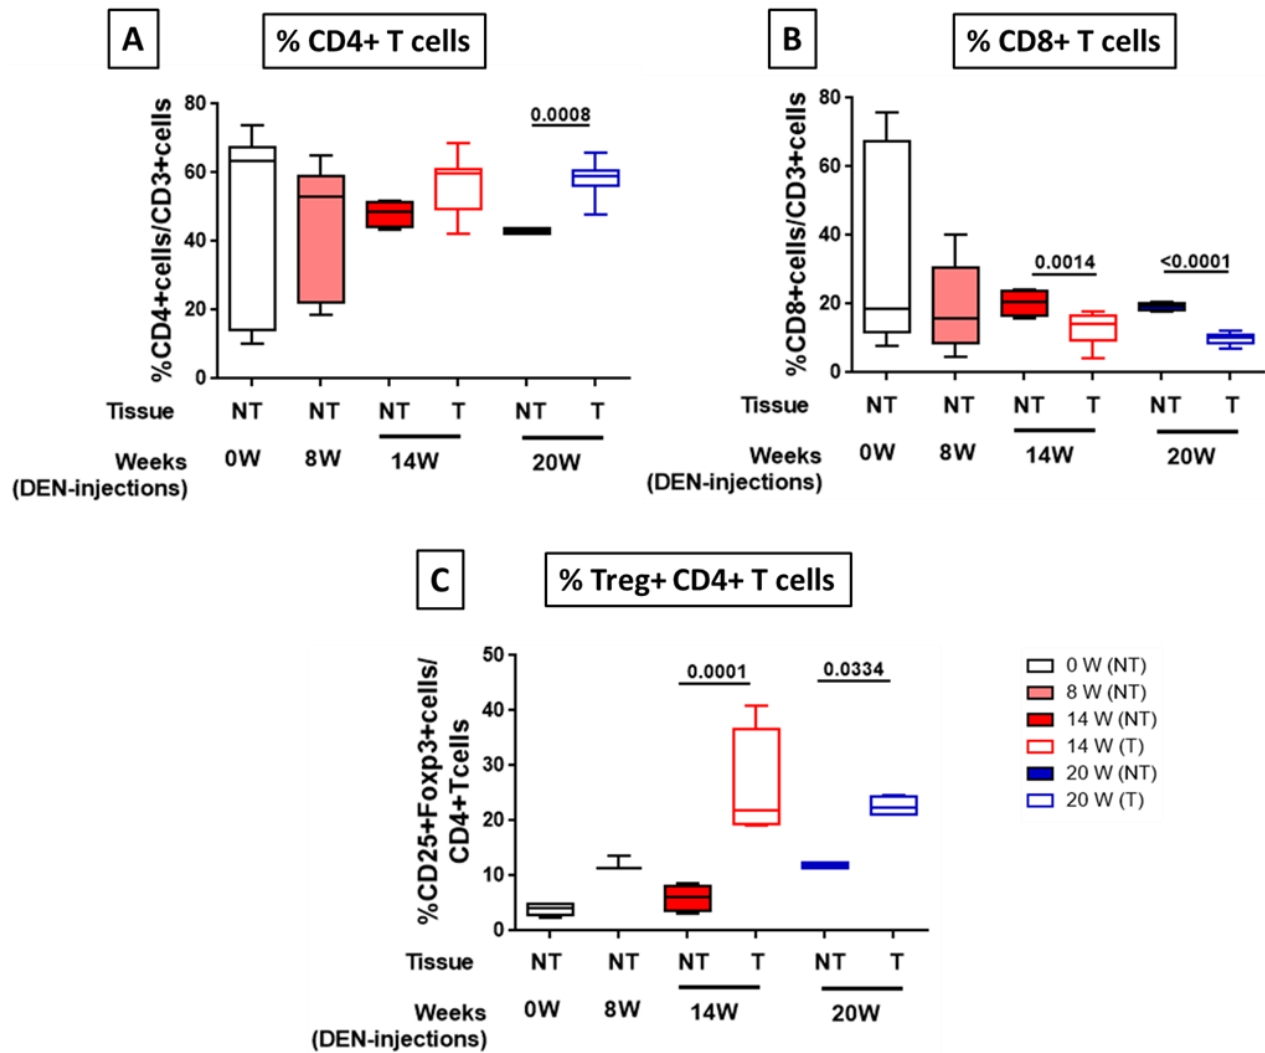 A
% CD4+ T cells
%CD4+cells/CD3+cells
80
60
40
20
0
0.0008
Tissue NT NT NT T NT T
Weeks 0W 8W 14W 20W
(DEN-injections)
B
% CD8+ T cells
%CD8+cells/CD3+cells
80
60
40
20
0
0.0014
<0.0001
Tissue NT NT NT T NT T
Weeks 0W 8W 14W 20W
(DEN-injections)
C
% Treg+ CD4+ T cells
%CD25+Foxp3+cells/
CD4+Tcells
50
40
30
20
10
0
0.0001
0.0334
Tissue NT NT NT T NT T
Weeks 0W 8W 14W 20W
(DEN-injections)
0 W (NT)
8 W (NT)
14 W (NT)
14 W (T)
20 W (NT)
20 W (T)